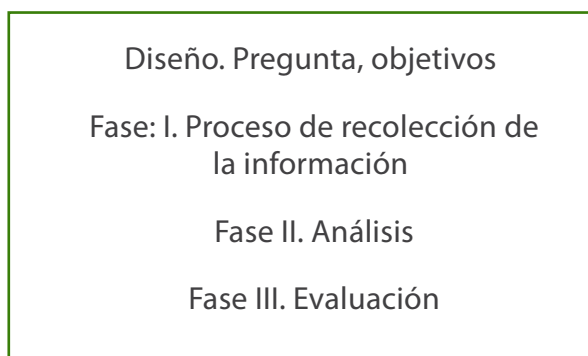 Diseño. Pregunta, objetivos
Fase: I. Proceso de recolección de
la información
Fase II. Análisis
Fase III. Evaluación